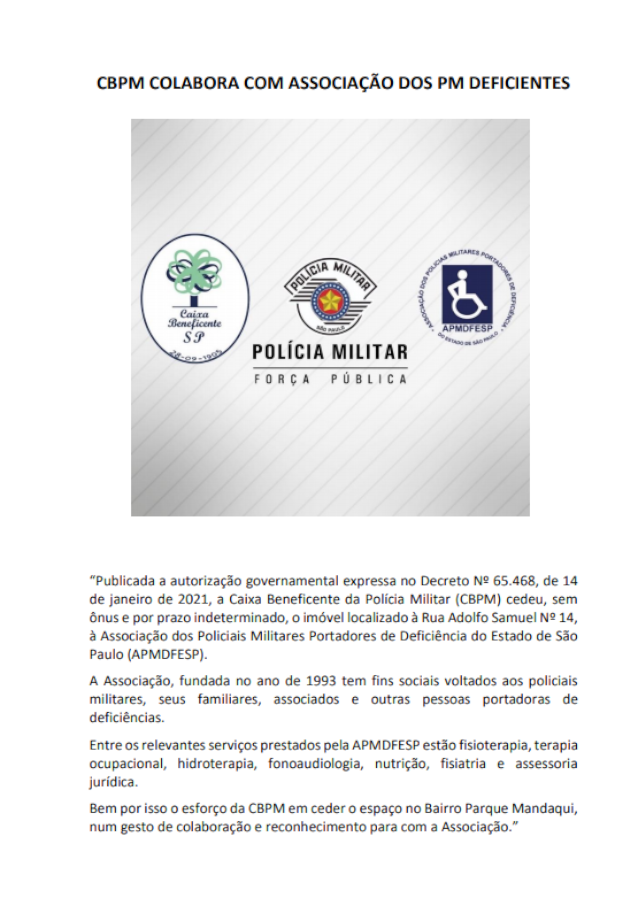 CBPM COLABORA COM ASSOCIAÇÃO DOS PM DEFICIENTES
Caixa
Beneficente
SP
28-09-1905
POLÍCIA MILITAR
SÃO PAULO
POLÍCIA MILITAR
FORÇA PÚBLICA
ASSOCIAÇÃO DOS POLICIAS MILITARES PORTADORES DE DEFICIÊNCIA
APMDFESP
DO ESTADO DE SÃO PAULO
“Publicada a autorização governamental expressa no Decreto Nº 65.468, de 14
de janeiro de 2021, a Caixa Beneficente da Polícia Militar (CBPM) cedeu, sem
ônus e por prazo indeterminado, o imóvel localizado à Rua Adolfo Samuel Nº 14,
à Associação dos Policiais Militares Portadores de Deficiência do Estado de São
Paulo (APMDFESP).
A Associação, fundada no ano de 1993 tem fins sociais voltados aos policiais
militares, seus familiares, associados e outras pessoas portadoras de
deficiências.
Entre os relevantes serviços prestados pela APMDFESP estão fisioterapia, terapia
ocupacional, hidroterapia, fonoaudiologia, nutrição, fisiatria e assessoria
jurídica.
Bem por isso o esforço da CBPM em ceder o espaço no Bairro Parque Mandaqui,
num gesto de colaboração e reconhecimento para com a Associação.”